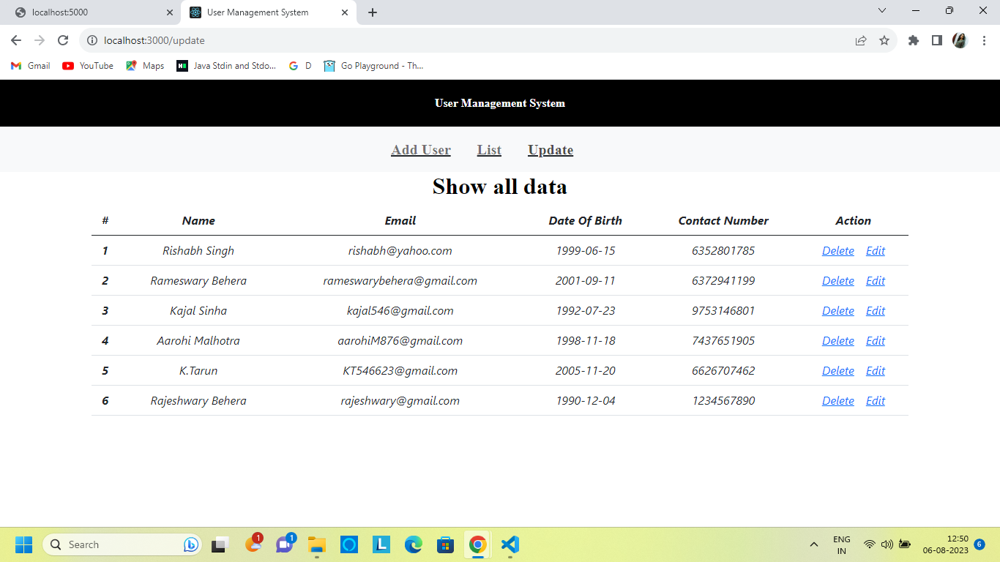 localhost:5000
User Management System
localhost:3000/update
Gmail YouTube Maps Java Stdin and Stdo... D Go Playground - Th...
User Management System
Add User List Update
Show all data
# Name Email Date Of Birth Contact Number Action
1 Rishabh Singh rishabh@yahoo.com 1999-06-15 6352801785 Delete Edit
2 Rameswary Behera rameswarybehera@gmail.com 2001-09-11 6372941199 Delete Edit
3 Kajal Sinha kajal546@gmail.com 1992-07-23 9753146801 Delete Edit
4 Aarohi Malhotra aarohiM876@gmail.com 1998-11-18 7437651905 Delete Edit
5 K.Tarun KT546623@gmail.com 2005-11-20 6626707462 Delete Edit
6 Rajeshwary Behera rajeshwary@gmail.com 1990-12-04 1234567890 Delete Edit
Search 1 1 L
ENG
IN
12:50
06-08-2023 6